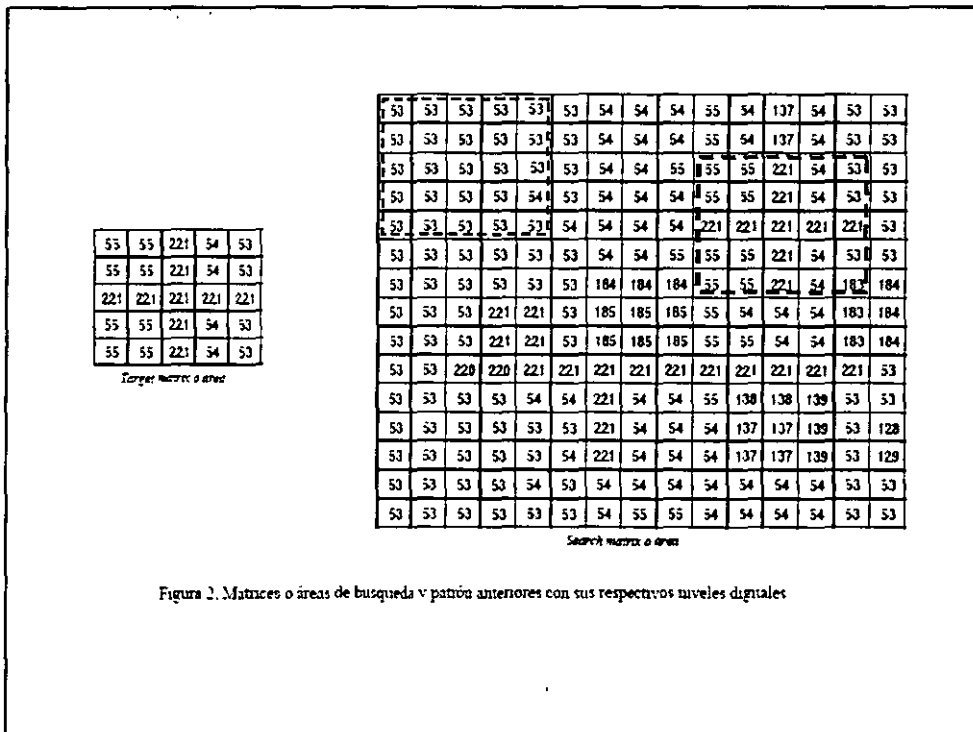 53 53 53 53 53 53 54 54 54 55 54 137 54 53 53
53 53 53 53 53 53 54 54 54 55 54 137 54 53 53
53 53 53 53 53 53 54 54 55 55 55 221 54 53 53
53 53 53 53 54 53 54 54 54 55 55 221 54 53 53
53 53 53 53 53 54 54 54 54 221 221 221 221 221 53
53 53 53 53 53 53 54 54 55 55 55 221 54 53 53
53 53 53 53 53 184 184 184 55 55 221 54 183 184
53 53 53 221 221 53 185 185 185 55 54 54 54 183 184
53 53 53 221 221 53 185 185 185 55 55 54 54 183 184
53 53 220 220 221 221 221 221 221 221 221 221 221 221 53
53 53 53 53 54 54 221 54 54 55 138 138 139 53 53
53 53 53 53 53 53 221 54 54 54 137 137 139 53 128
53 53 53 53 53 54 221 54 54 54 137 137 139 53 129
53 53 53 53 54 53 54 54 54 54 54 54 54 53 53
53 53 53 53 53 53 54 55 55 54 54 54 54 53 53
Search matrix o área
55 55 221 54 53
55 55 221 54 53
221 221 221 221 221
55 55 221 54 53
55 55 221 54 53
Target matrix o área
Figura 2. Matrices o áreas de busqueda y patrón anteriores con sus respectivos niveles digitales